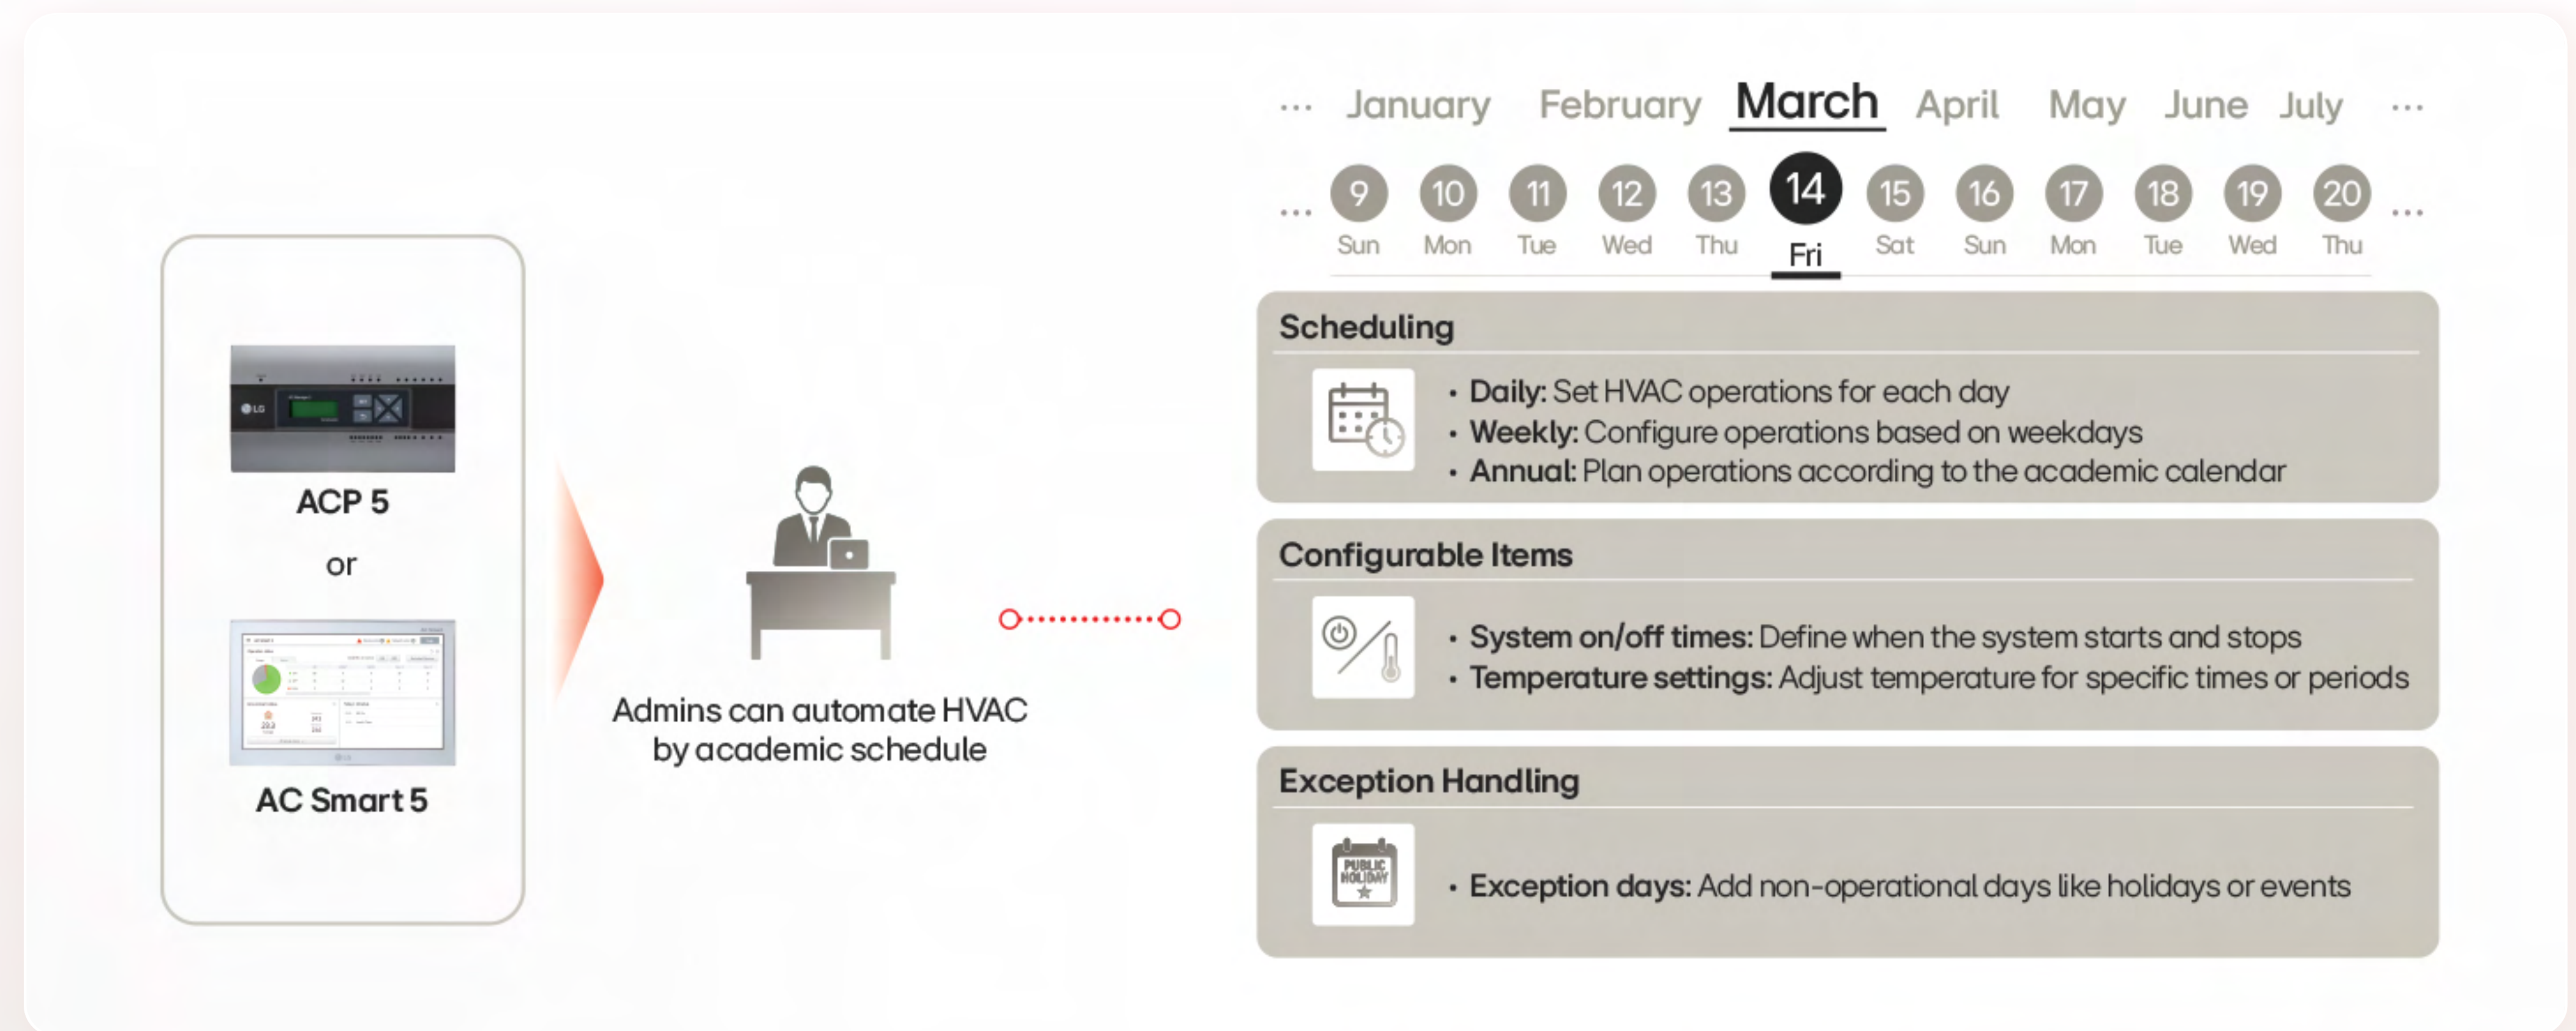 ... January February March April May June July ...
... 9 10 11 12 13 14 15 16 17 18 19 20 ...
Sun Mon Tue Wed Thu Fri Sat Sun Mon Tue Wed Thu
LG
ACP 5
or
AC Smart 5
Admins can automate HVAC
by academic schedule
Scheduling
• Daily: Set HVAC operations for each day
• Weekly: Configure operations based on weekdays
• Annual: Plan operations according to the academic calendar
Configurable Items
• System on/off times: Define when the system starts and stops
• Temperature settings: Adjust temperature for specific times or periods
Exception Handling
PUBLIC
HOLIDAY
• Exception days: Add non-operational days like holidays or events